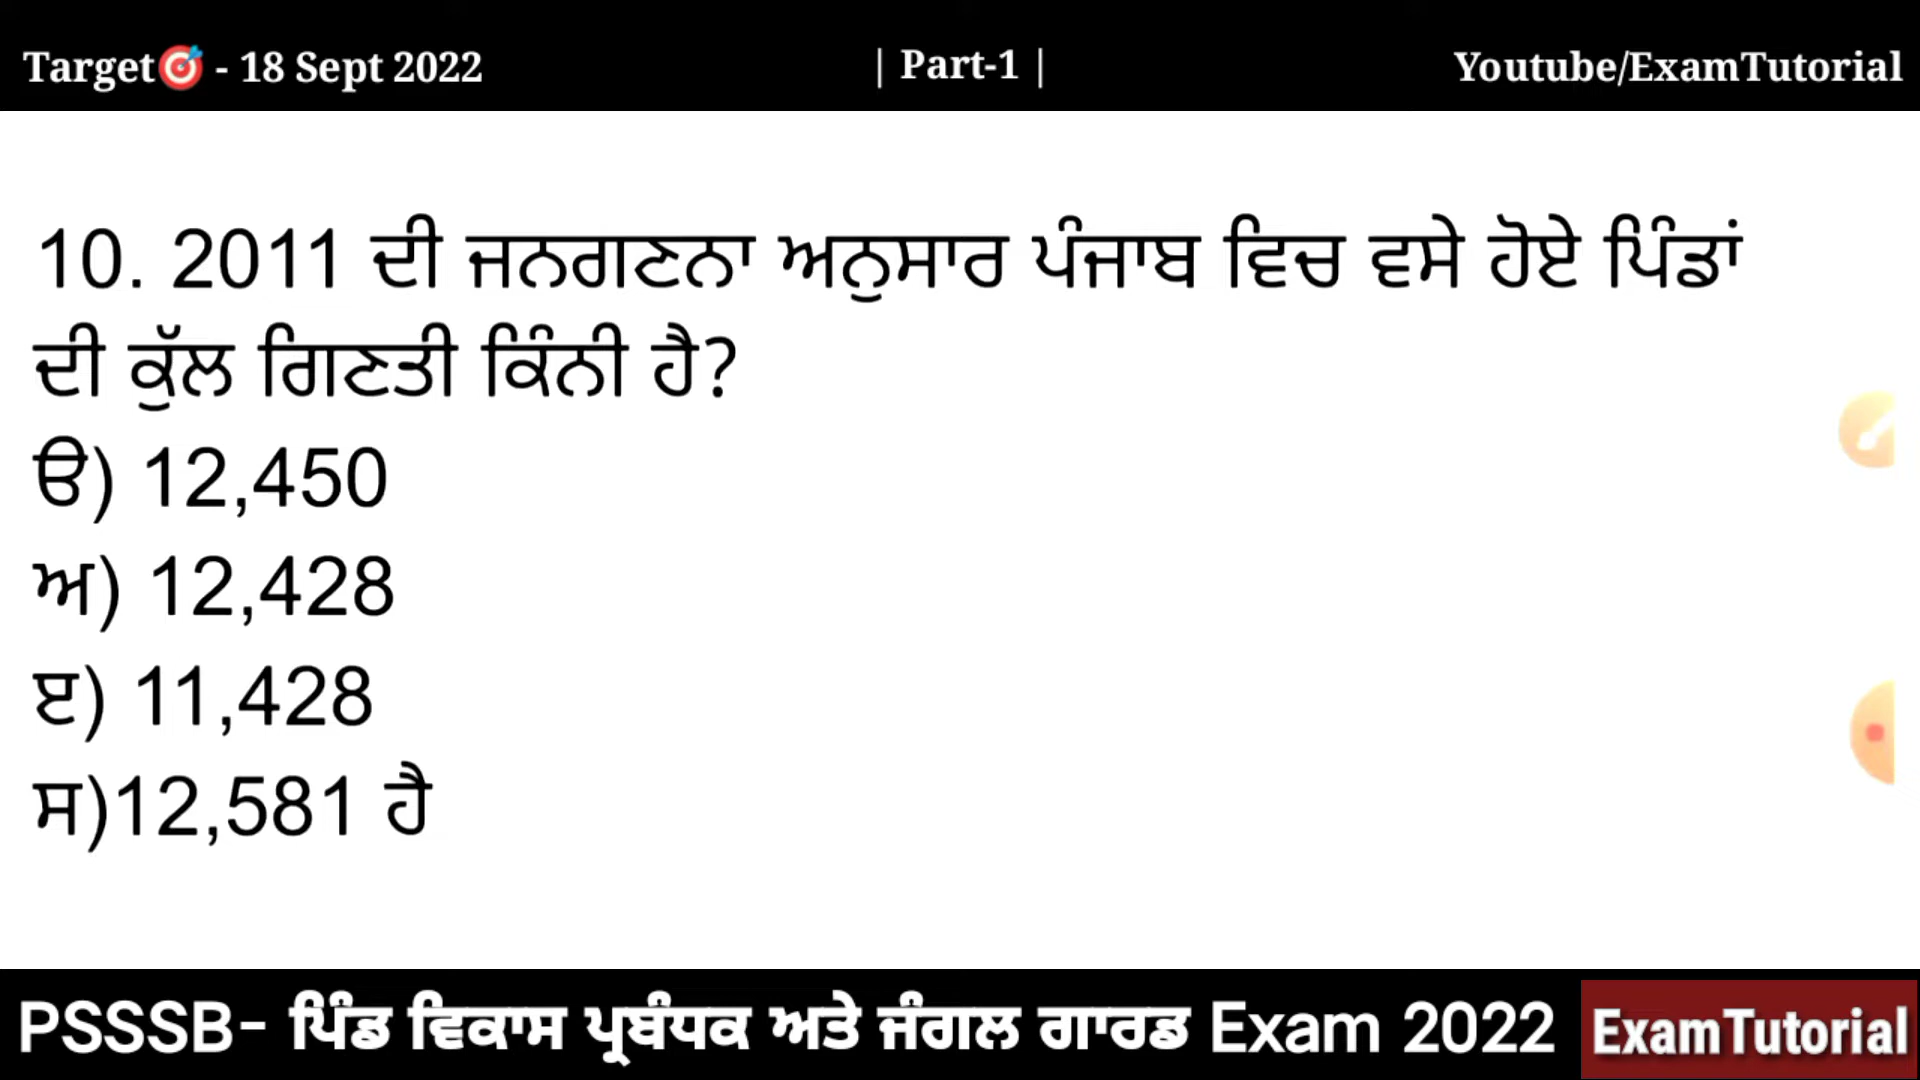 Target🎯 - 18 Sept 2022
| Part-1 |
Youtube/ExamTutorial
10. 2011 ਦੀ ਜਨਗਣਨਾ ਅਨੁਸਾਰ ਪੰਜਾਬ ਵਿਚ ਵਸੇ ਹੋਏ ਪਿੰਡਾਂ
ਦੀ ਕੁੱਲ ਗਿਣਤੀ ਕਿੰਨੀ ਹੈ?
ੳ) 12,450
ਅ) 12,428
ੲ) 11,428
ਸ)12,581 ਹੈ
PSSSB- ਪਿੰਡ ਵਿਕਾਸ ਪ੍ਰਬੰਧਕ ਅਤੇ ਜੰਗਲ ਗਾਰਡ Exam 2022
ExamTutorial